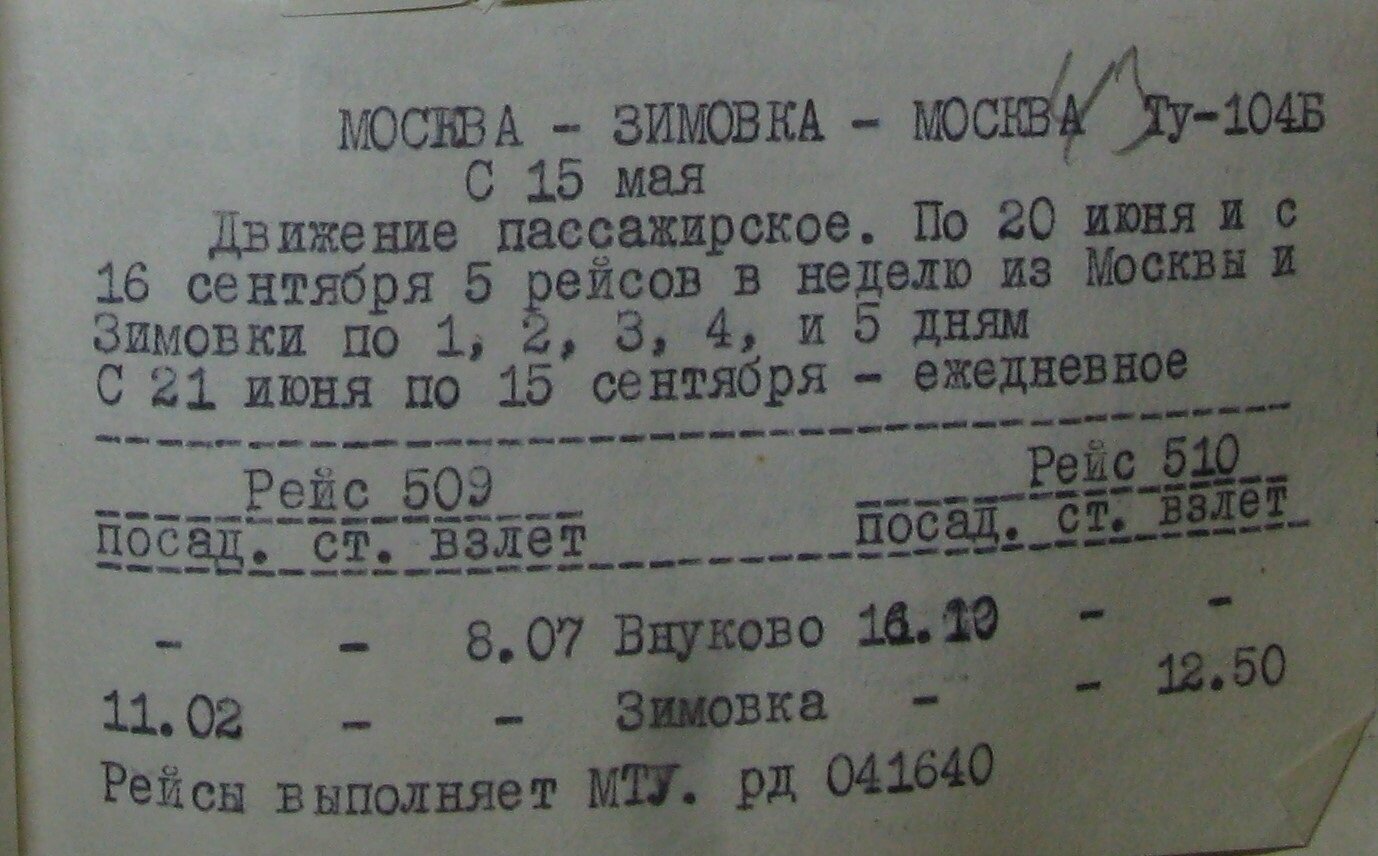 МОСКВА - ЗИМОВКА - МОСКВА Ту-104Б
С 15 мая
Движение пассажирское. По 20 июня и с
16 сентября 5 рейсов в неделю из Москвы и
Зимовки по 1, 2, 3, 4, и 5 дням
С 21 июня по 15 сентября - ежедневное
Рейс 509 Рейс 510
посад. ст. взлет посад. ст. взлет
- - 8.07 Внуково - -
11.02 - - Зимовка - - 12.50
Рейсы выполняет МТУ. рд 041640